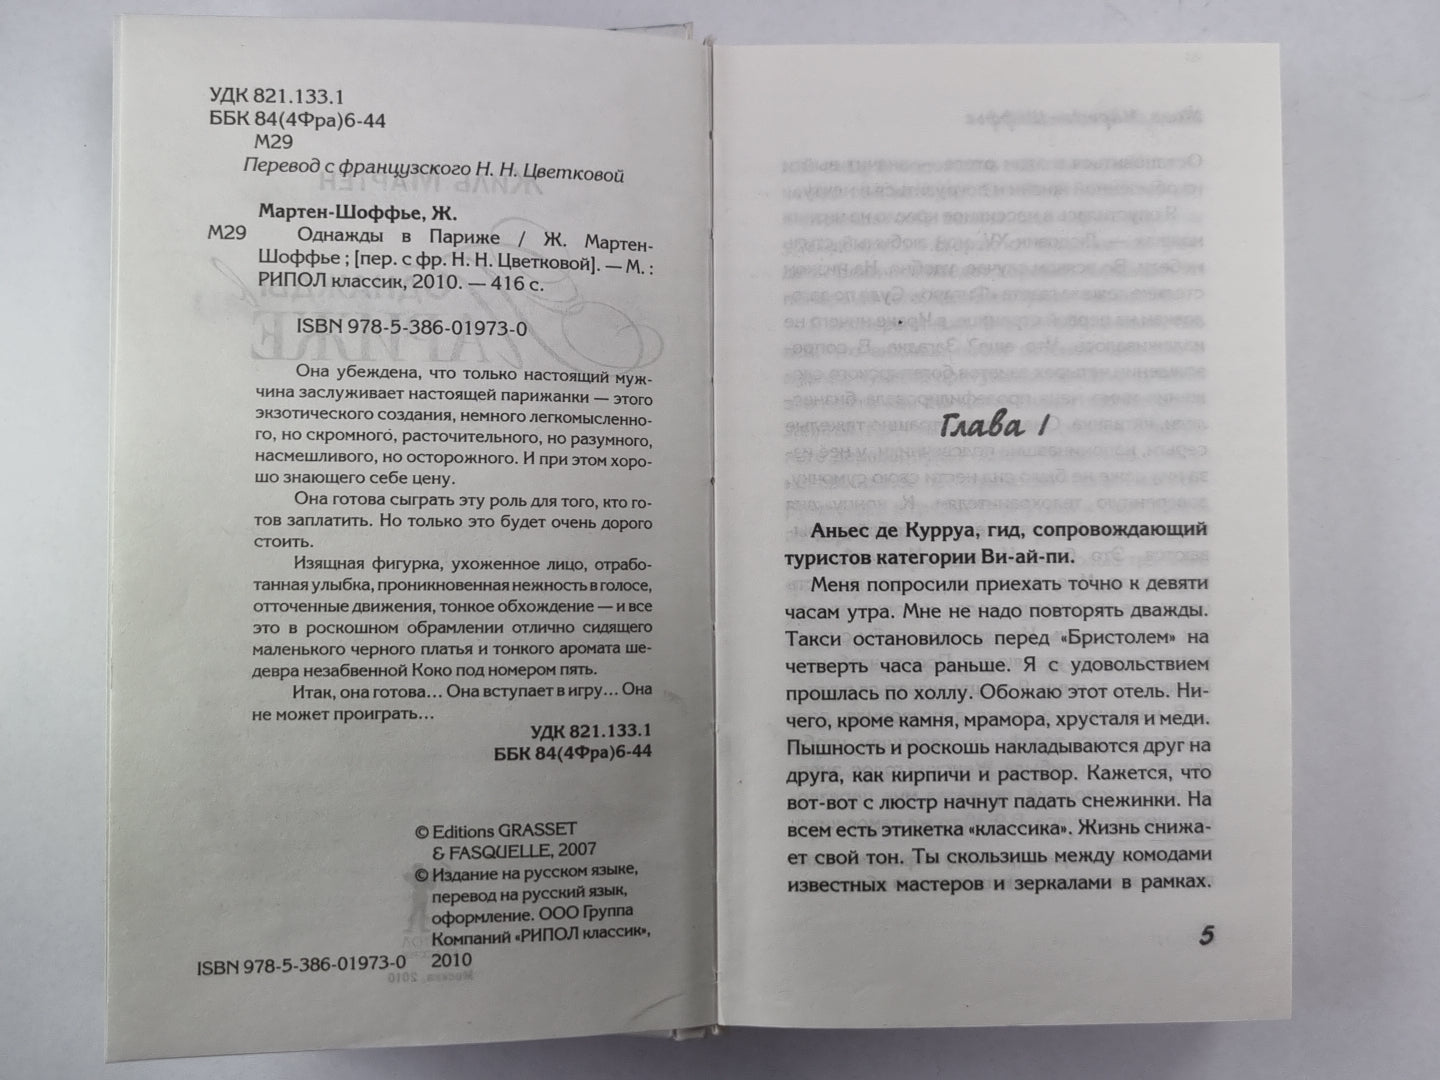 УДК 821.133.1
ББК 84(4Фра)6-44
М29
Перевод с французского Н. Н. Цветковой
Мартен-Шоффье, Ж.
М29 Однажды в Париже / Ж. Мартен-
Шоффье ; [пер. с фр. Н. Н. Цветковой]. — М. :
РИПОЛ классик, 2010. — 416 с.
ISBN 978-5-386-01973-0
Она убеждена, что только настоящий муж-
чина заслуживает настоящей парижанки — этого
экзотического создания, немного легкомысленно-
го, но скромного, расточительного, но разумного,
насмешливого, но осторожного. И при этом хоро-
шо знающего себе цену.
Она готова сыграть эту роль для того, кто го-
тов заплатить. Но только это будет очень дорого
стоить.
Изящная фигурка, ухоженное лицо, отрабо-
танная улыбка, проникновенная нежность в голосе,
отточенные движения, тонкое обхождение — и все
это в роскошном обрамлении отлично сидящего
маленького черного платья и тонкого аромата ше-
девра незабвенной Коко под номером пять.
Итак, она готова... Она вступает в игру... Она
не может проиграть...
УДК 821.133.1
ББК 84(4Фра)6-44
© Editions GRASSET
& FASQUELLE, 2007
© Издание на русском языке,
перевод на русский язык,
оформление. ООО Группа
Компаний «РИПОЛ классик»,
ISBN 978-5-386-01973-0 2010
Глава 1
Аньес де Курруа, гид, сопровождающий
туристов категории Ви-ай-пи.
Меня попросили приехать точно к девяти
часам утра. Мне не надо повторять дважды.
Такси остановилось перед «Бристолем» на
четверть часа раньше. Я с удовольствием
прошлась по холлу. Обожаю этот отель. Ни-
чего, кроме камня, мрамора, хрусталя и меди.
Пышность и роскошь накладываются друг на
друга, как кирпичи и раствор. Кажется, что
вот-вот с люстр начнут падать снежинки. На
всем есть этикетка «классика». Жизнь снижа-
ет свой тон. Ты скользишь между комодами
известных мастеров и зеркалами в рамках.
5